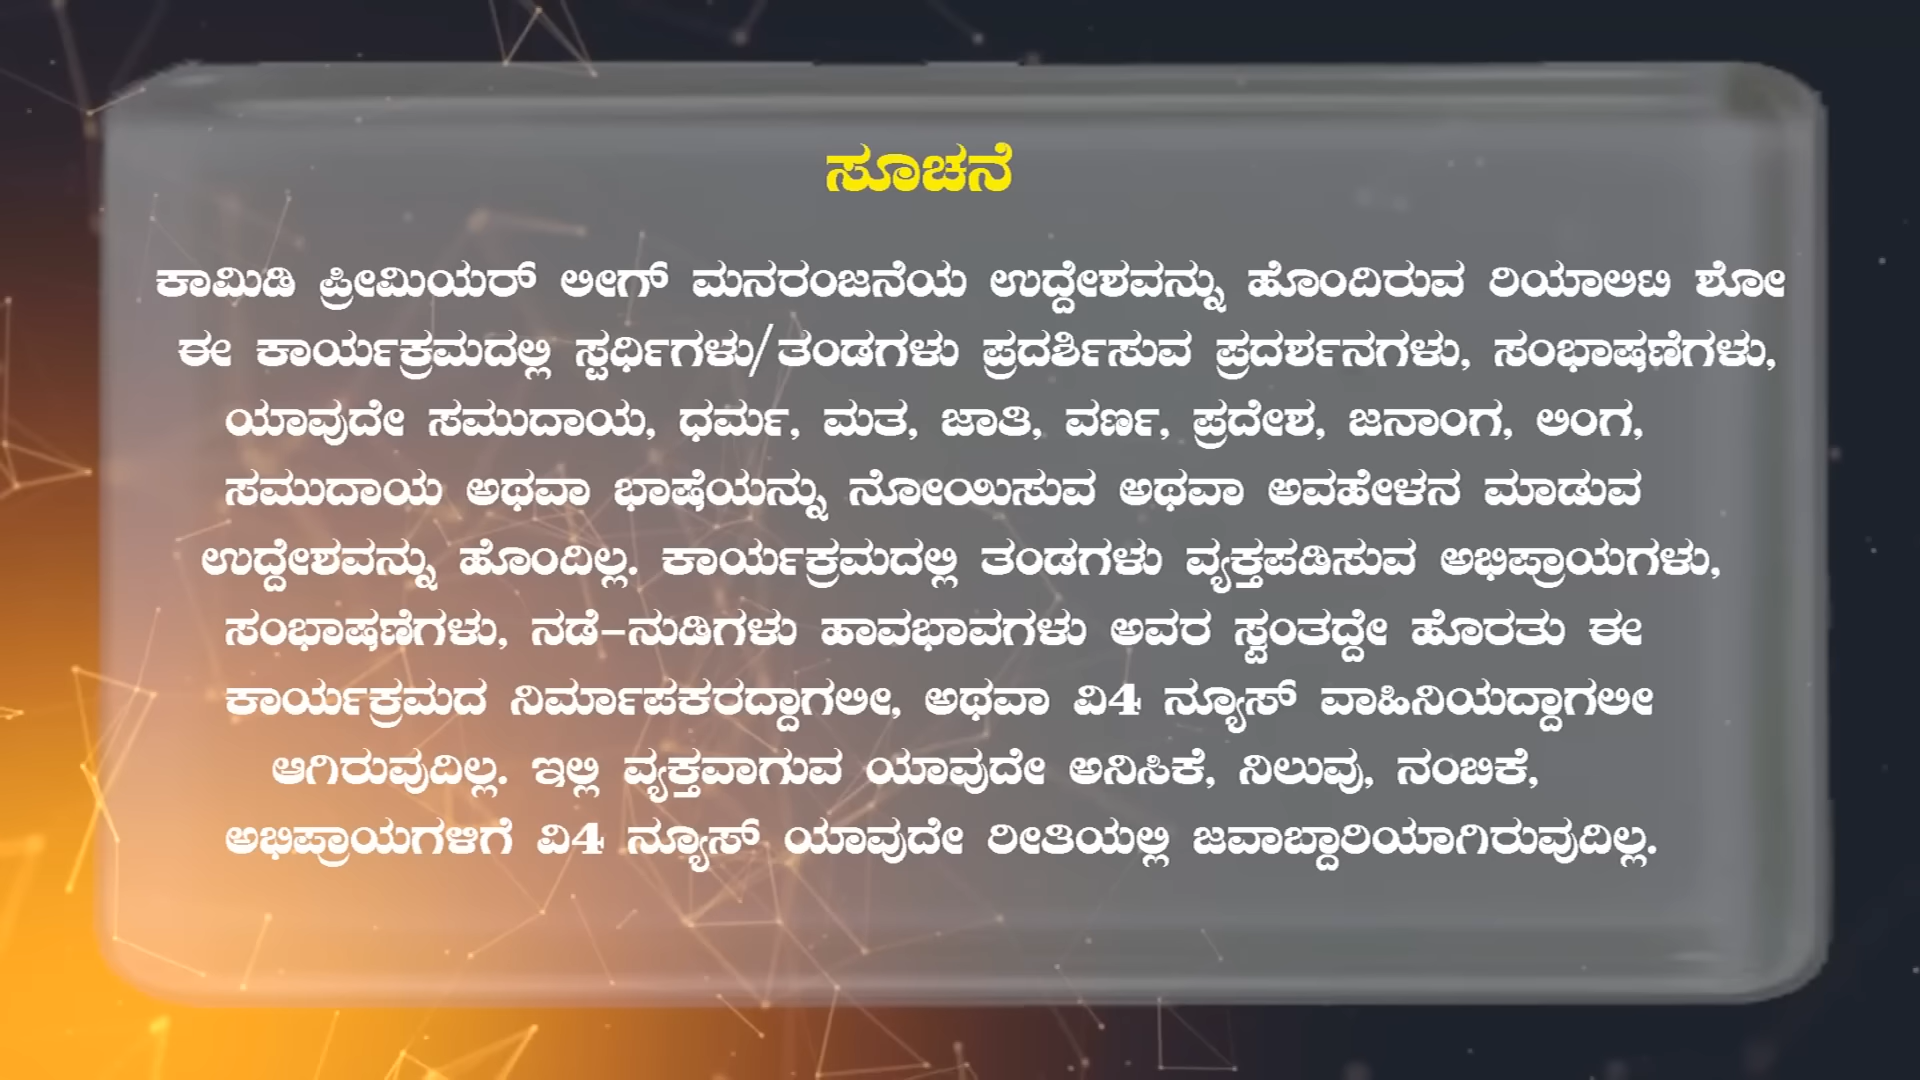 ಸೂಚನೆ
ಕಾಮಿಡಿ ಪ್ರೀಮಿಯರ್ ಲೀಗ್ ಮನರಂಜನೆಯ ಉದ್ದೇಶವನ್ನು ಹೊಂದಿರುವ ರಿಯಾಲಿಟಿ ಶೋ
ಈ ಕಾರ್ಯಕ್ರಮದಲ್ಲಿ ಸ್ಪರ್ಧಿಗಳು/ತಂಡಗಳು ಪ್ರದರ್ಶಿಸುವ ಪ್ರದರ್ಶನಗಳು, ಸಂಭಾಷಣೆಗಳು,
ಯಾವುದೇ ಸಮುದಾಯ, ಧರ್ಮ, ಮತ, ಜಾತಿ, ವರ್ಣ, ಪ್ರದೇಶ, ಜನಾಂಗ, ಲಿಂಗ,
ಸಮುದಾಯ ಅಥವಾ ಭಾಷೆಯನ್ನು ನೋಯಿಸುವ ಅಥವಾ ಅವಹೇಳನ ಮಾಡುವ
ಉದ್ದೇಶವನ್ನು ಹೊಂದಿಲ್ಲ. ಕಾರ್ಯಕ್ರಮದಲ್ಲಿ ತಂಡಗಳು ವ್ಯಕ್ತಪಡಿಸುವ ಅಭಿಪ್ರಾಯಗಳು,
ಸಂಭಾಷಣೆಗಳು, ನಡೆ-ನುಡಿಗಳು ಹಾವಭಾವಗಳು ಅವರ ಸ್ವಂತದ್ದೇ ಹೊರತು ಈ
ಕಾರ್ಯಕ್ರಮದ ನಿರ್ಮಾಪಕರದ್ದಾಗಲೀ, ಅಥವಾ ವಿ4 ನ್ಯೂಸ್ ವಾಹಿನಿಯದ್ದಾಗಲೀ
ಆಗಿರುವುದಿಲ್ಲ. ಇಲ್ಲಿ ವ್ಯಕ್ತವಾಗುವ ಯಾವುದೇ ಅನಿಸಿಕೆ, ನಿಲುವು, ನಂಬಿಕೆ,
ಅಭಿಪ್ರಾಯಗಳಿಗೆ ವಿ4 ನ್ಯೂಸ್ ಯಾವುದೇ ರೀತಿಯಲ್ಲಿ ಜವಾಬ್ದಾರಿಯಾಗಿರುವುದಿಲ್ಲ.